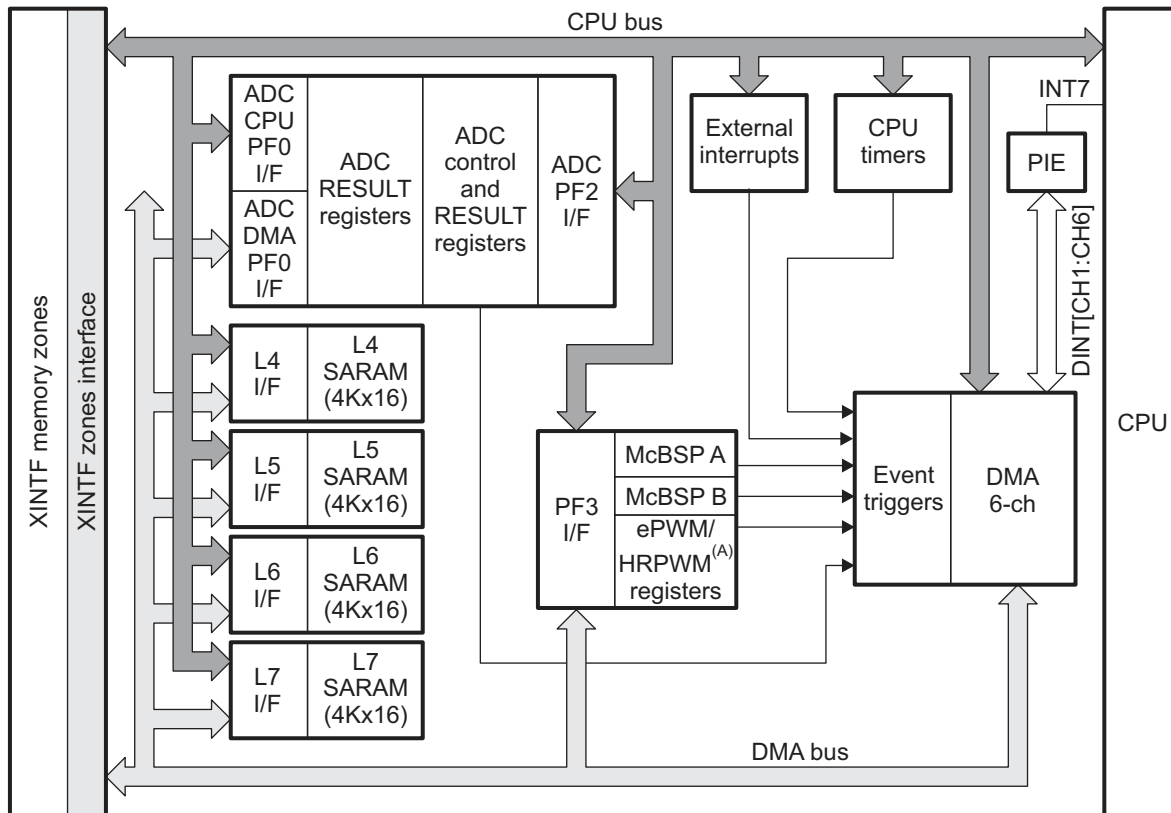 CPU bus
XINTF memory zones
XINTF zones interface
ADC
CPU
PF0
I/F
ADC
DMA
PF0
I/F
ADC
RESULT
registers
ADC
control
and
RESULT
registers
ADC
PF2
I/F
External
interrupts
CPU
timers
INT7
PIE
DINT[CH1:CH6]
CPU
L4
I/F
L4
SARAM
(4Kx16)
L5
I/F
L5
SARAM
(4Kx16)
L6
I/F
L6
SARAM
(4Kx16)
L7
I/F
L7
SARAM
(4Kx16)
PF3
I/F
McBSP A
McBSP B
ePWM/
HRPWM(A)
registers
Event
triggers
DMA
6-ch
DMA bus